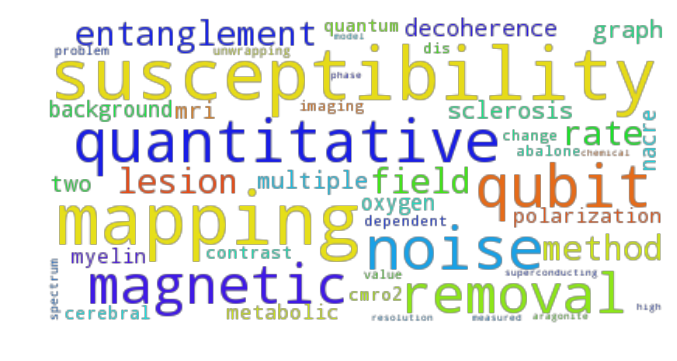 entanglement
quantum
decoherence
graph
model
problem
unwrapping
dis
susceptibility
phase
background
mri
imaging
sclerosis
nacre
quantitative
change
rate
abalone
chemical
two
lesion
multiple
field
qubit
oxygen
mapping
dependent
polarization
myelin
contrast
noise
method
spectrum
magnetic
value
superconducting
cmro2
removal
cerebral
metabolic
resolution
measured
aragonite
high